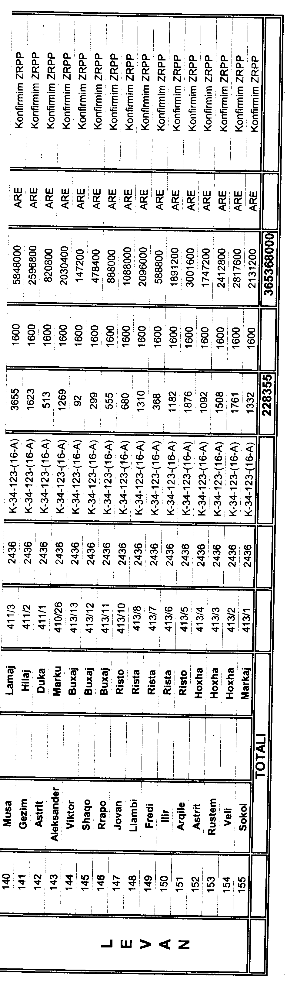 LEVAN
140 Musa Lamaj 411/3 2436 K-34-123-(16-A) 3655 1600 5848000 ARE Konfirmim ZRPP
141 Gezim Hilaj 411/2 2436 K-34-123-(16-A) 1623 1600 2596800 ARE Konfirmim ZRPP
142 Astrit Duka 411/1 2436 K-34-123-(16-A) 513 1600 820800 ARE Konfirmim ZRPP
143 Aleksander Marku 410/26 2436 K-34-123-(16-A) 1269 1600 2030400 ARE Konfirmim ZRPP
144 Viktor Buxaj 413/13 2436 K-34-123-(16-A) 92 1600 147200 ARE Konfirmim ZRPP
145 Shaqo Buxaj 413/12 2436 K-34-123-(16-A) 299 1600 478400 ARE Konfirmim ZRPP
146 Rrapo Buxaj 413/11 2436 K-34-123-(16-A) 555 1600 888000 ARE Konfirmim ZRPP
147 Jovan Risto 413/10 2436 K-34-123-(16-A) 680 1600 1088000 ARE Konfirmim ZRPP
148 Llambi Rista 413/8 2436 K-34-123-(16-A) 1310 1600 2096000 ARE Konfirmim ZRPP
149 Fredi Rista 413/7 2436 K-34-123-(16-A) 368 1600 588800 ARE Konfirmim ZRPP
150 Ilir Rista 413/6 2436 K-34-123-(16-A) 1182 1600 1891200 ARE Konfirmim ZRPP
151 Arqile Risto 413/5 2436 K-34-123-(16-A) 1876 1600 3001600 ARE Konfirmim ZRPP
152 Astrit Hoxha 413/4 2436 K-34-123-(16-A) 1092 1600 1747200 ARE Konfirmim ZRPP
153 Rustem Hoxha 413/3 2436 K-34-123-(16-A) 1508 1600 2412800 ARE Konfirmim ZRPP
154 Veli Hoxha 413/2 2436 K-34-123-(16-A) 1761 1600 2817600 ARE Konfirmim ZRPP
155 Sokol Markaj 413/1 2436 K-34-123-(16-A) 1332 1600 2131200 ARE Konfirmim ZRPP
TOTALI 228355 365368000